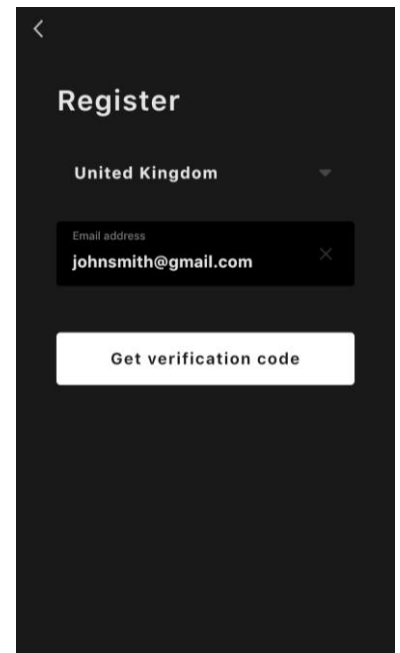 Register
United Kingdom
Email address
johnsmith@gmail.com
Get verification code